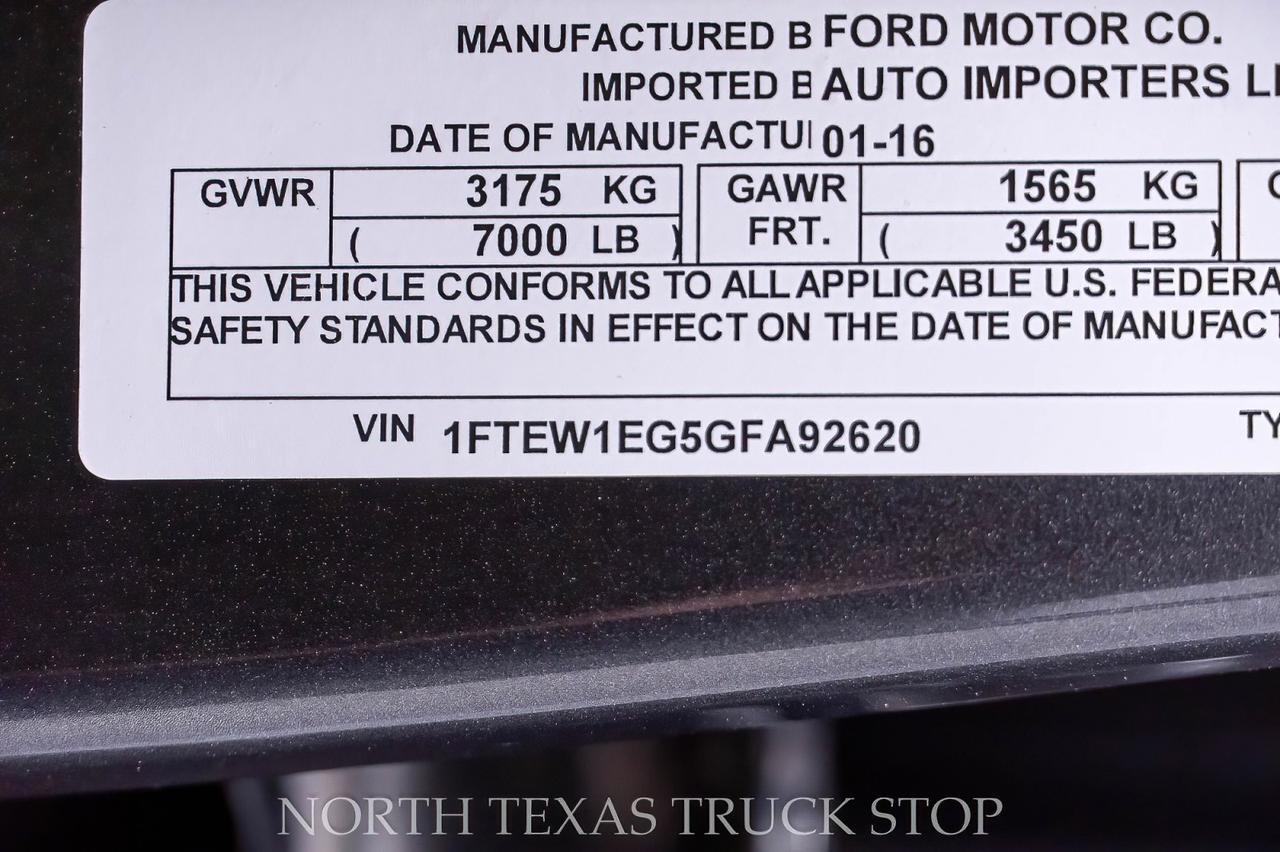 MANUFACTURED B FORD MOTOR CO.
IMPORTED B AUTO IMPORTERS
DATE OF MANUFACTU 01-16
GVWR 3175 KG GAWR 1565 KG
( 7000 LB ) FRT. ( 3450 LB )
THIS VEHICLE CONFORMS TO ALL APPLICABLE U.S. FEDERA
SAFETY STANDARDS IN EFFECT ON THE DATE OF MANUFACT
VIN 1FTEW1EG5GFA92620 TY
NORTH TEXAS TRUCK STOP